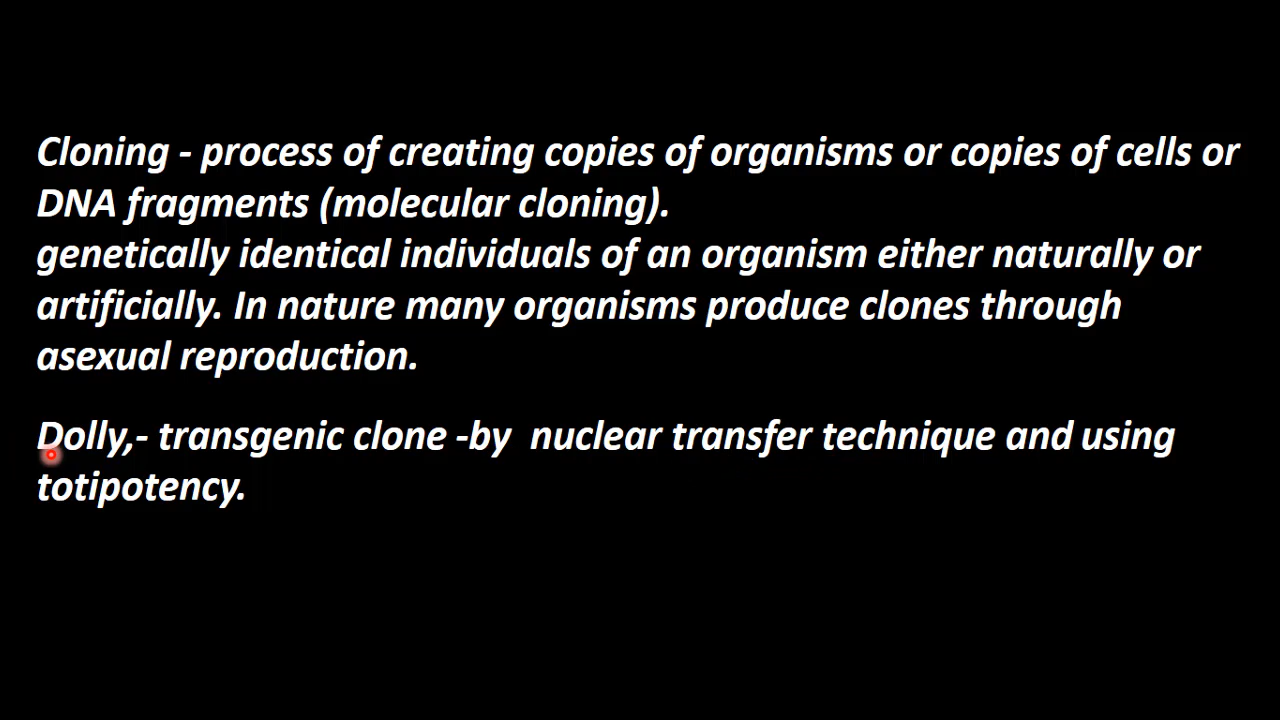 Cloning - process of creating copies of organisms or copies of cells or
DNA fragments (molecular cloning).
genetically identical individuals of an organism either naturally or
artificially. In nature many organisms produce clones through
asexual reproduction.
Dolly,- transgenic clone -by  nuclear transfer technique and using
totipotency.